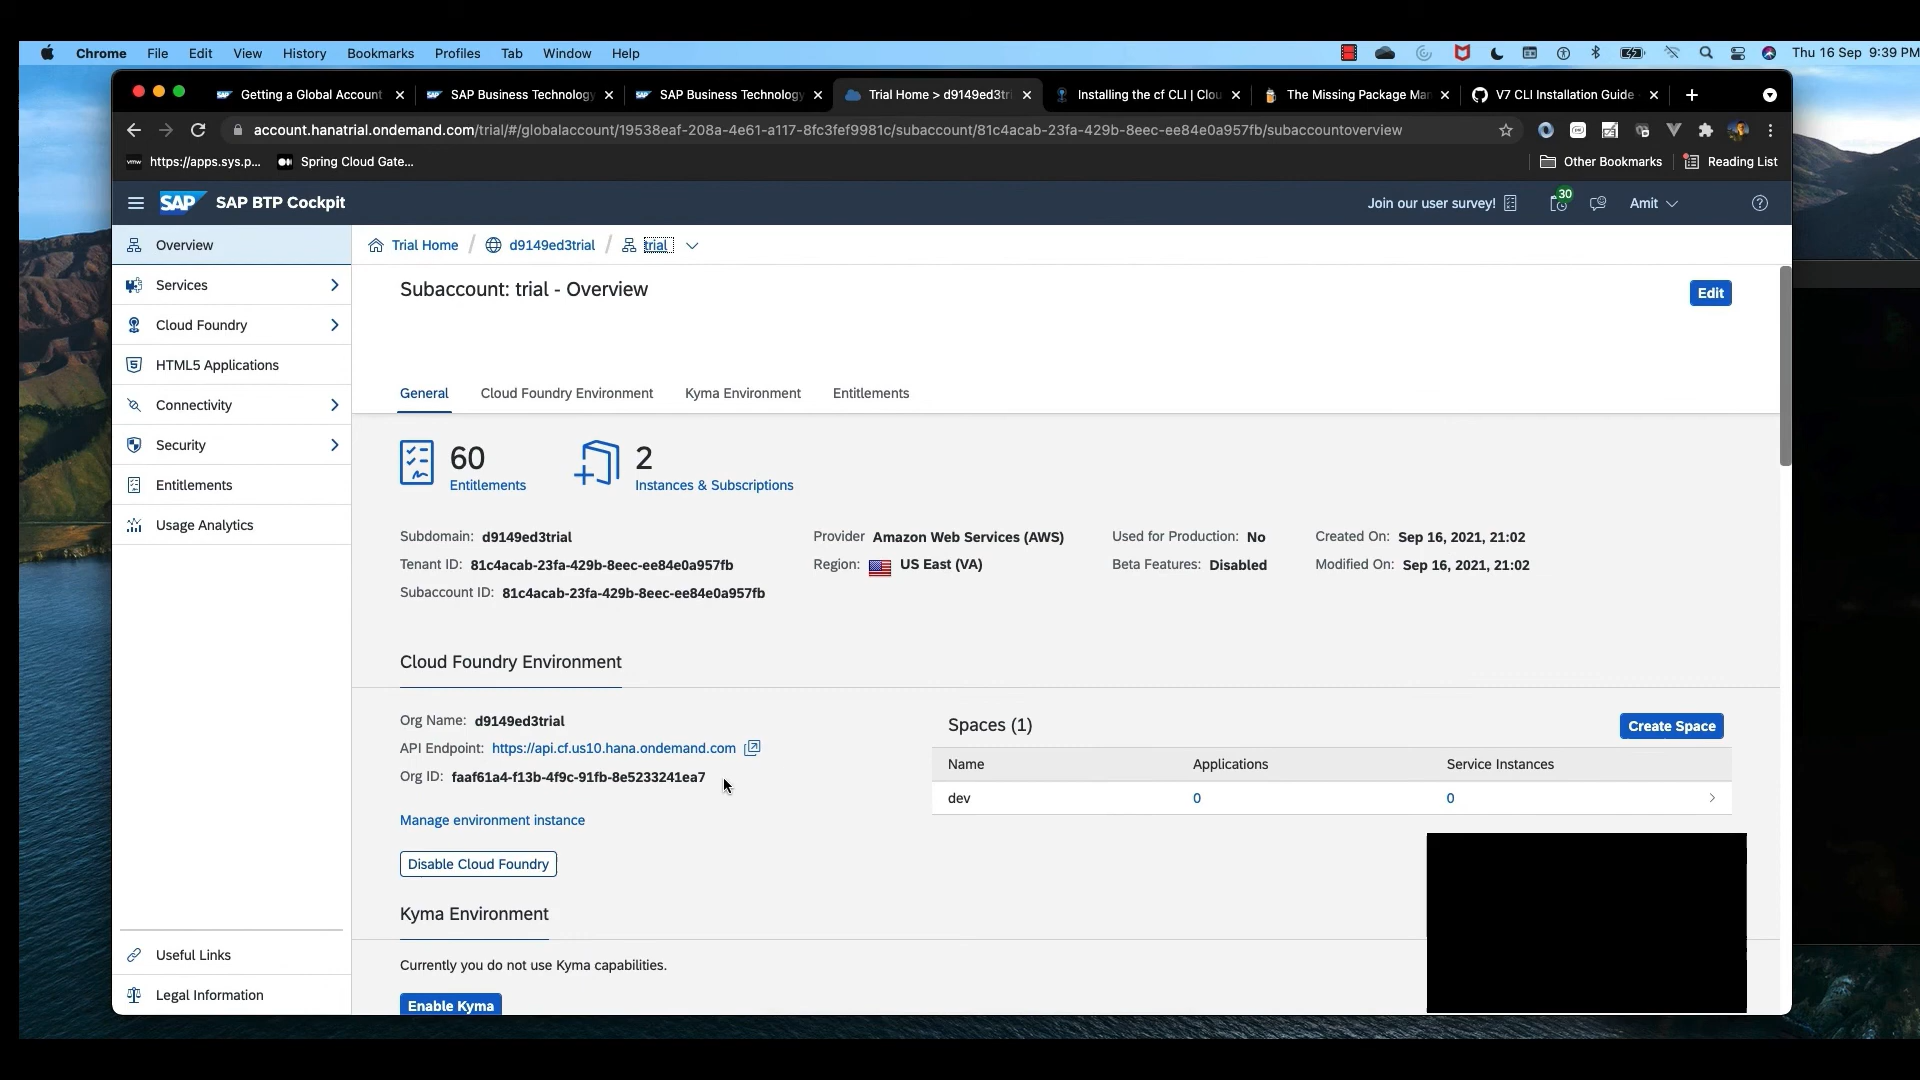 Chrome File Edit View History Bookmarks Profiles Tab Window Help Thu 16 Sep 9:39 PM
Getting a Global Account SAP Business Technology SAP Business Technology Trial Home > d9149ed3tri Installing the cf CLI | Clou The Missing Package Man V7 CLI Installation Guide
account.hanatrial.ondemand.com/trial/#/globalaccount/19538eaf-208a-4e61-a117-8fc3fef9981c/subaccount/81c4acab-23fa-429b-8eec-ee84e0a957fb/subaccountoverview
vmw https://apps.sys.p... Spring Cloud Gate... Other Bookmarks Reading List
SAP SAP BTP Cockpit Join our user survey! 30 Amit
Overview
Services
Cloud Foundry
HTML5 Applications
Connectivity
Security
Entitlements
Usage Analytics
Useful Links
Legal Information
Trial Home / d9149ed3trial / trial
Subaccount: trial - Overview
Edit
General Cloud Foundry Environment Kyma Environment Entitlements
60 Entitlements
2 Instances & Subscriptions
Subdomain: d9149ed3trial
Tenant ID: 81c4acab-23fa-429b-8eec-ee84e0a957fb
Subaccount ID: 81c4acab-23fa-429b-8eec-ee84e0a957fb
Provider Amazon Web Services (AWS)
Region: US East (VA)
Used for Production: No
Beta Features: Disabled
Created On: Sep 16, 2021, 21:02
Modified On: Sep 16, 2021, 21:02
Cloud Foundry Environment
Org Name: d9149ed3trial
API Endpoint: https://api.cf.us10.hana.ondemand.com
Org ID: faaf61a4-f13b-4f9c-91fb-8e5233241ea7
Manage environment instance
Disable Cloud Foundry
Spaces (1)
Create Space
Name Applications Service Instances
dev 0 0
Kyma Environment
Currently you do not use Kyma capabilities.
Enable Kyma